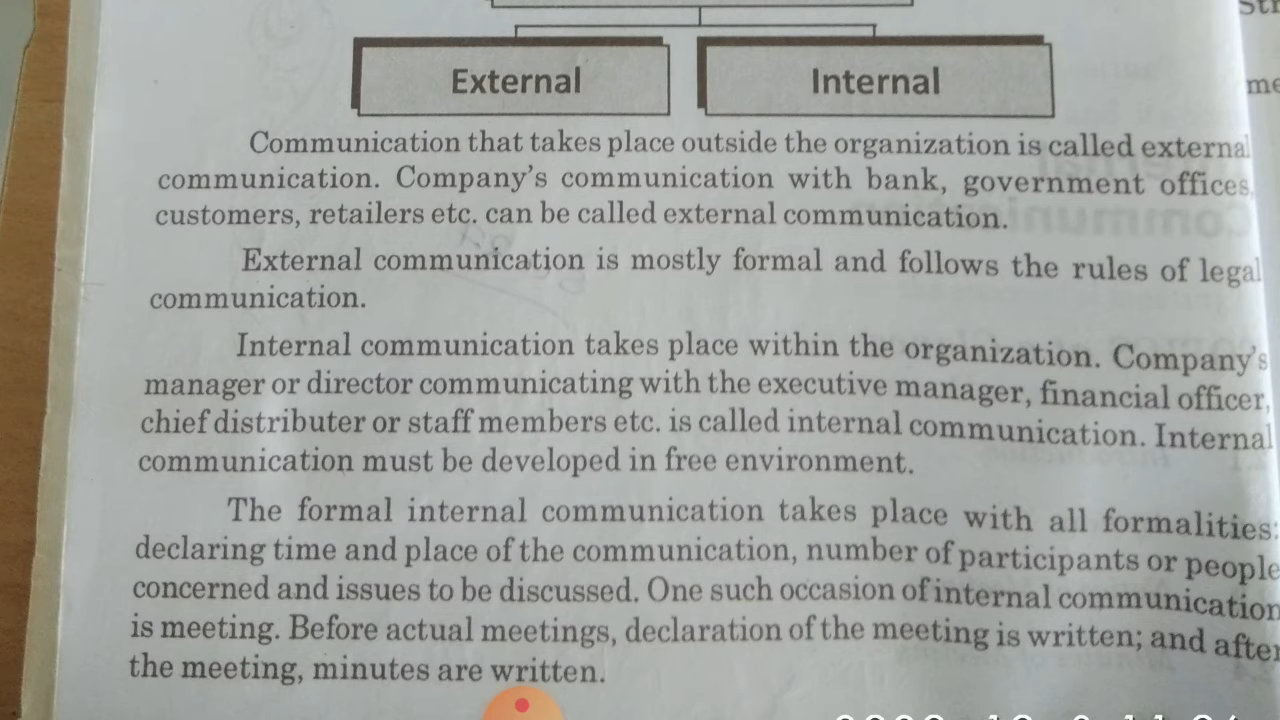 Str
External
Internal
me
Communication that takes place outside the organization is called external
communication. Company's communication with bank, government offices,
customers, retailers etc. can be called external communication.
External communication is mostly formal and follows the rules of legal
communication.
Internal communication takes place within the organization. Company's
manager or director communicating with the executive manager, financial officer,
chief distributer or staff members etc. is called internal communication. Internal
communication must be developed in free environment.
The formal internal communication takes place with all formalities:
declaring time and place of the communication, number of participants or people
concerned and issues to be discussed. One such occasion of internal communication
is meeting. Before actual meetings, declaration of the meeting is written; and after
the meeting, minutes are written.